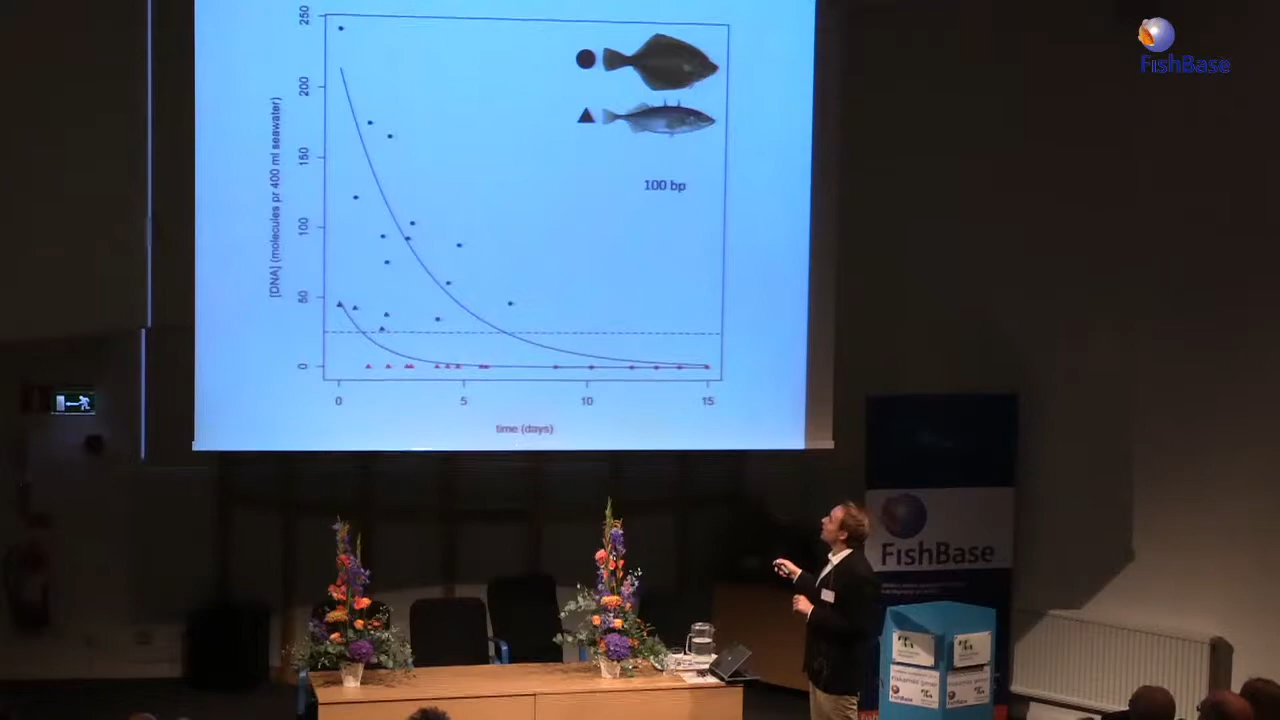 FishBase
250
200
150
100
50
0
[DNA] (molecules pr 400 ml seawater)
100 bp
0 5 10 15
time (days)
FishBase
FishBase